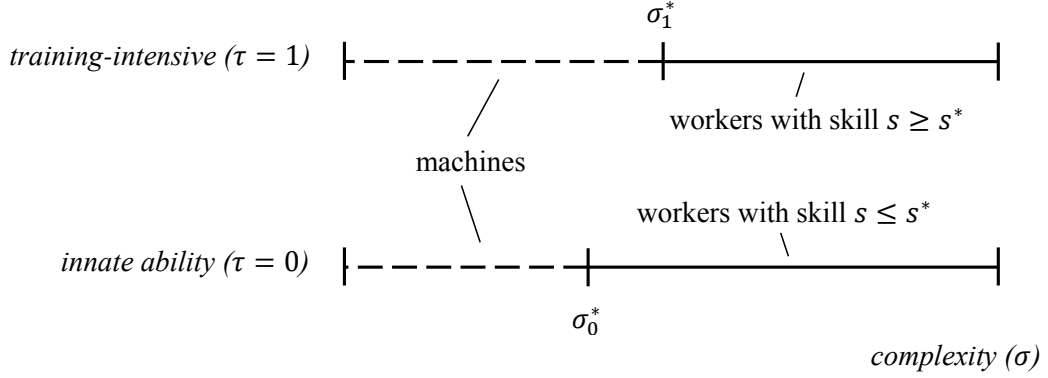 σ₁*
training-intensive (τ = 1)
workers with skill s ≥ s*
machines
workers with skill s ≤ s*
innate ability (τ = 0)
σ₀*
complexity (σ)